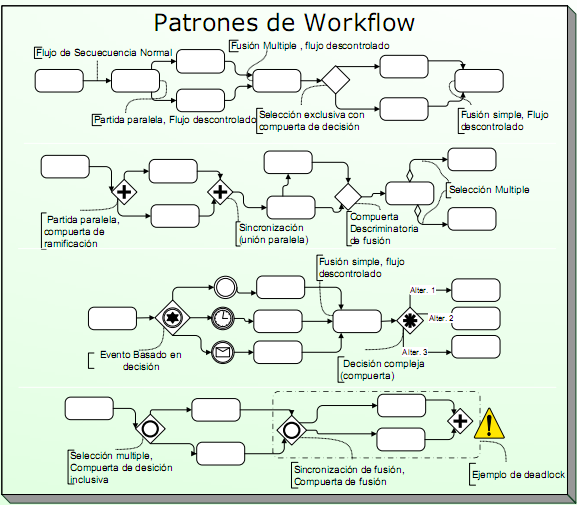 Patrones de Workflow
Flujo de Secuecuencia Normal
Fusión Multiple , flujo descontrolado
Partida paralela, Flujo descontrolado
Selección exclusiva con
compuerta de decisión
Fusión simple, Flujo
descontrolado
Partida paralela,
compuerta de
ramificación
Sincronización
(unión paralela)
Compuerta
Descriminatoria
de fusión
Selección Multiple
Fusión simple, flujo
descontrolado
Alter. 1
Alter. 2
Alter. 3
Evento Basado en
decisión
Decisión compleja
(compuerta)
Selección multiple,
Compuerta de desición
inclusiva
Sincronización de fusión,
Compuerta de fusión
Ejemplo de deadlock